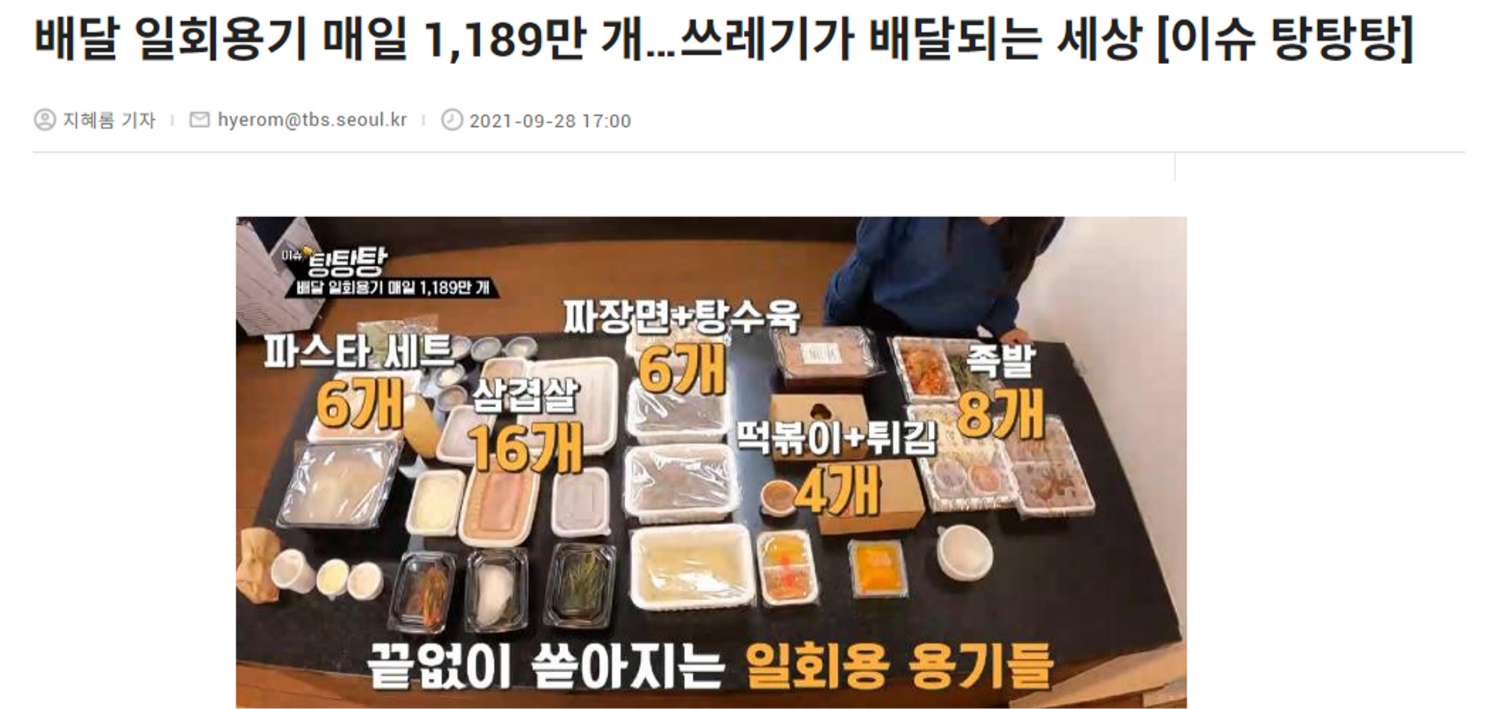 배달 일회용기 매일 1,189만 개...쓰레기가 배달되는 세상 [이슈 탕탕탕]
지혜롬 기자 hyerom@tbs.seoul.kr 2021-09-28 17:00
이슈 탕탕탕
배달 일회용기 매일 1,189만 개
짜장면+탕수육
6개
파스타 세트
6개
삼겹살
16개
족발
8개
떡볶이+튀김
4개
끝없이 쏟아지는 일회용 용기들